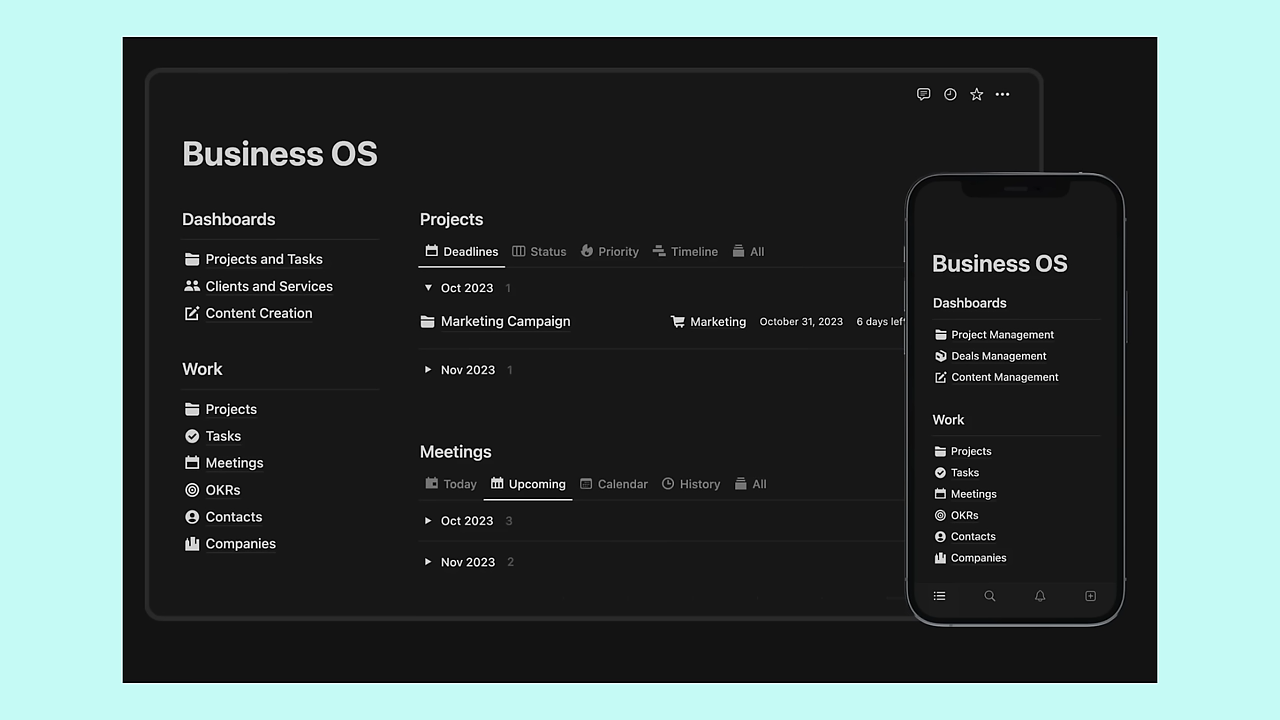 Business OS
Dashboards
Projects and Tasks
Clients and Services
Content Creation
Work
Projects
Tasks
Meetings
OKRs
Contacts
Companies
Projects
Deadlines Status Priority Timeline All
Oct 2023 1
Marketing Campaign Marketing October 31, 2023 6 days left
Nov 2023 1
Meetings
Today Upcoming Calendar History All
Oct 2023 3
Nov 2023 2
Business OS
Dashboards
Project Management
Deals Management
Content Management
Work
Projects
Tasks
Meetings
OKRs
Contacts
Companies